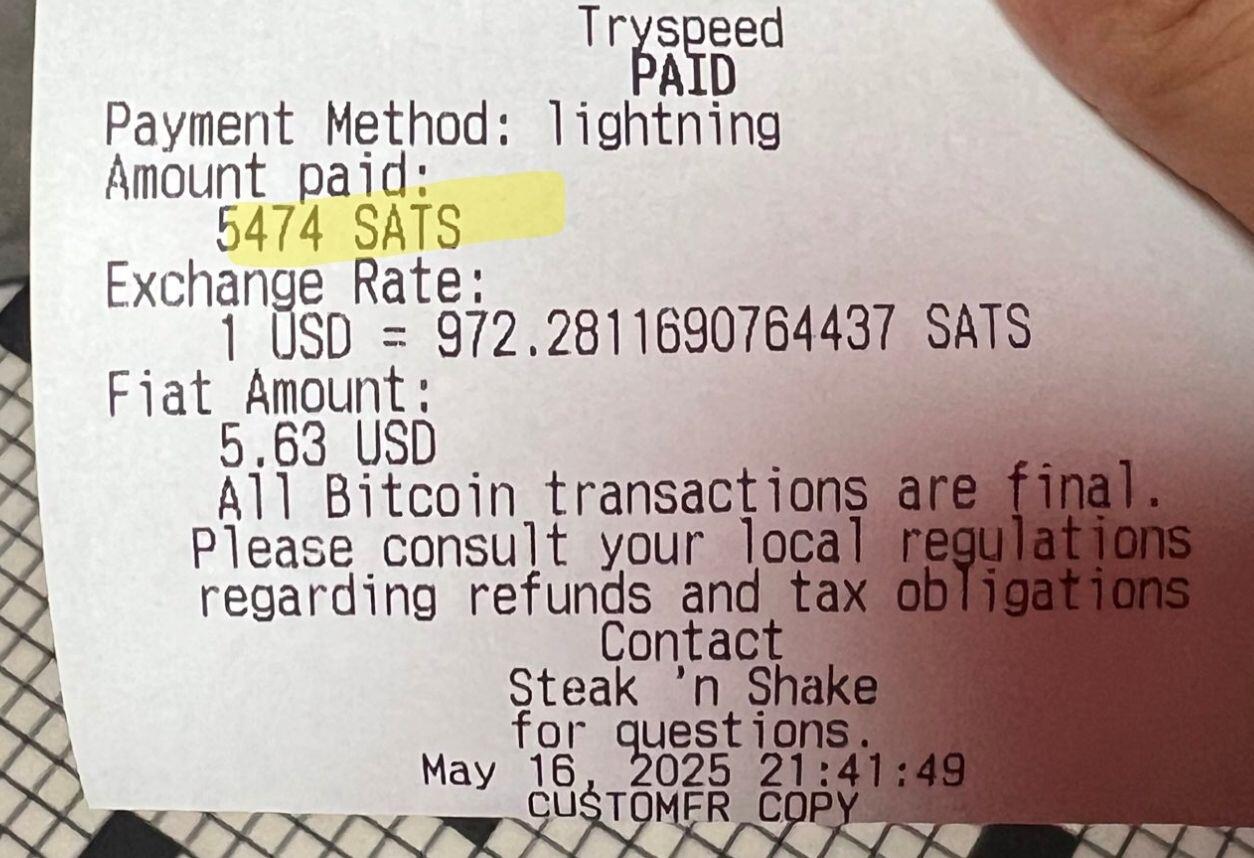 Tryspeed
PAID
Payment Method: lightning
Amount paid:
5474 SATS
Exchange Rate:
1 USD = 972.2811690764437 SATS
Fiat Amount:
5.63 USD
All Bitcoin transactions are final.
Please consult your local regulations
regarding refunds and tax obligations
Contact
Steak 'n Shake
for questions.
May 16, 2025 21:41:49
CUSTOMER COPY